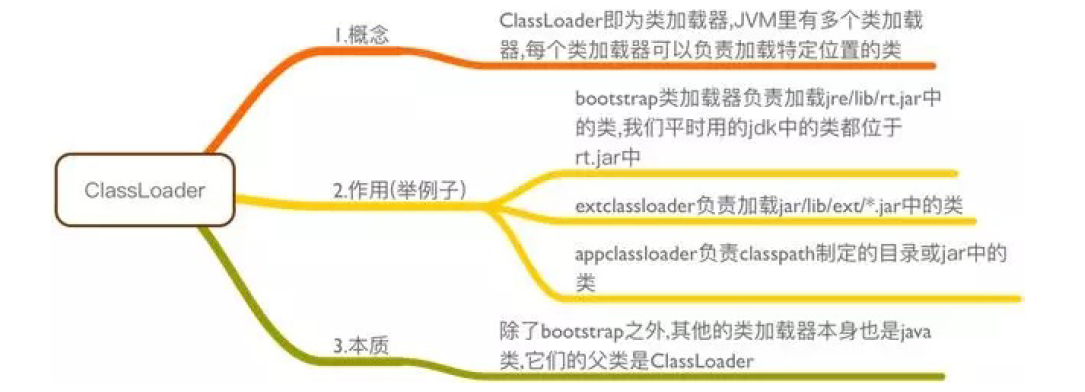 ClassLoader
1.概念
ClassLoader即为类加载器,JVM里有多个类加载
器,每个类加载器可以负责加载特定位置的类
2.作用(举例子)
bootstrap类加载器负责加载jre/lib/rt.jar中
的类,我们平时用的jdk中的类都位于
rt.jar中
extclassloader负责加载jar/lib/ext/*.jar中的类
appclassloader负责classpath制定的目录或jar中的
类
3.本质
除了bootstrap之外,其他的类加载器本身也是java
类,它们的父类是ClassLoader